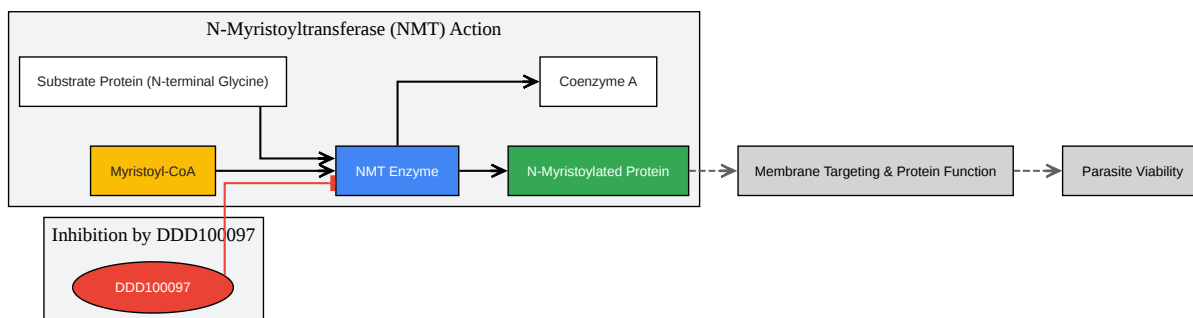 N-Myristoyltransferase (NMT) Action
Substrate Protein (N-terminal Glycine)
Coenzyme A
Myristoyl-CoA
NMT Enzyme
N-Myristoylated Protein
Membrane Targeting & Protein Function
Parasite Viability
Inhibition by DDD100097
DDD100097